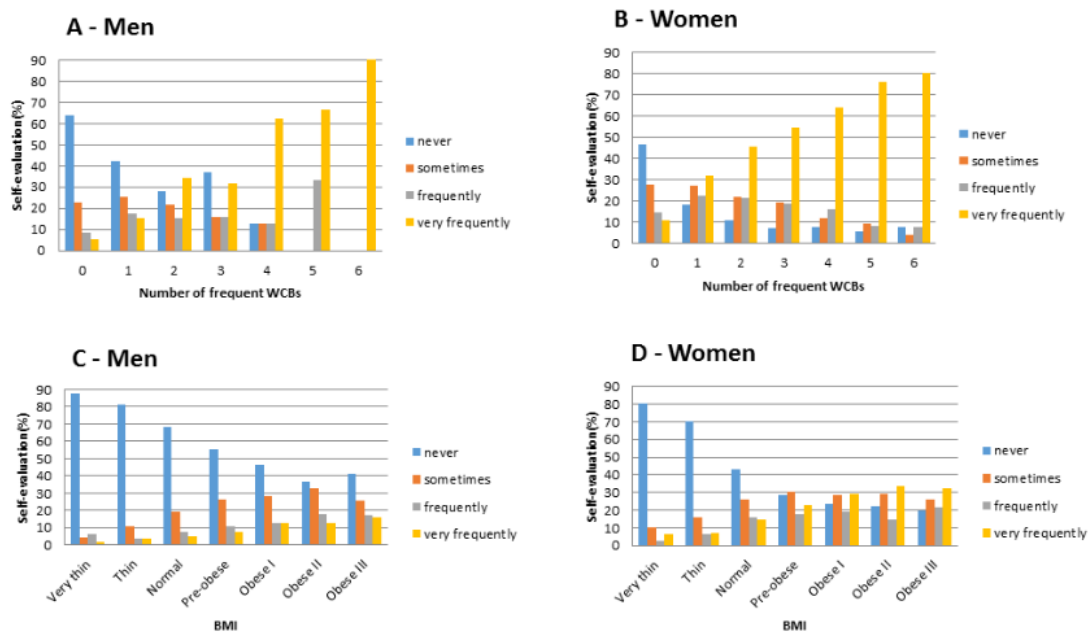 A - Men
90
80
70
60
50
40
30
20
10
0
Self-evaluation(%)
0 1 2 3 4 5 6
Number of frequent WCBs
never
sometimes
frequently
very frequently
B - Women
90
80
70
60
50
40
30
20
10
0
Self-evaluation(%)
0 1 2 3 4 5 6
Number of frequent WCBs
never
sometimes
frequently
very frequently
C - Men
90
80
70
60
50
40
30
20
10
0
Self-evaluation(%)
Very thin Thin Normal Pre-obese Obese I Obese II Obese III
BMI
never
sometimes
frequently
very frequently
D - Women
90
80
70
60
50
40
30
20
10
0
Self-evaluation(%)
Very thin Thin Normal Pre-obese Obese I Obese II Obese III
BMI
never
sometimes
frequently
very frequently